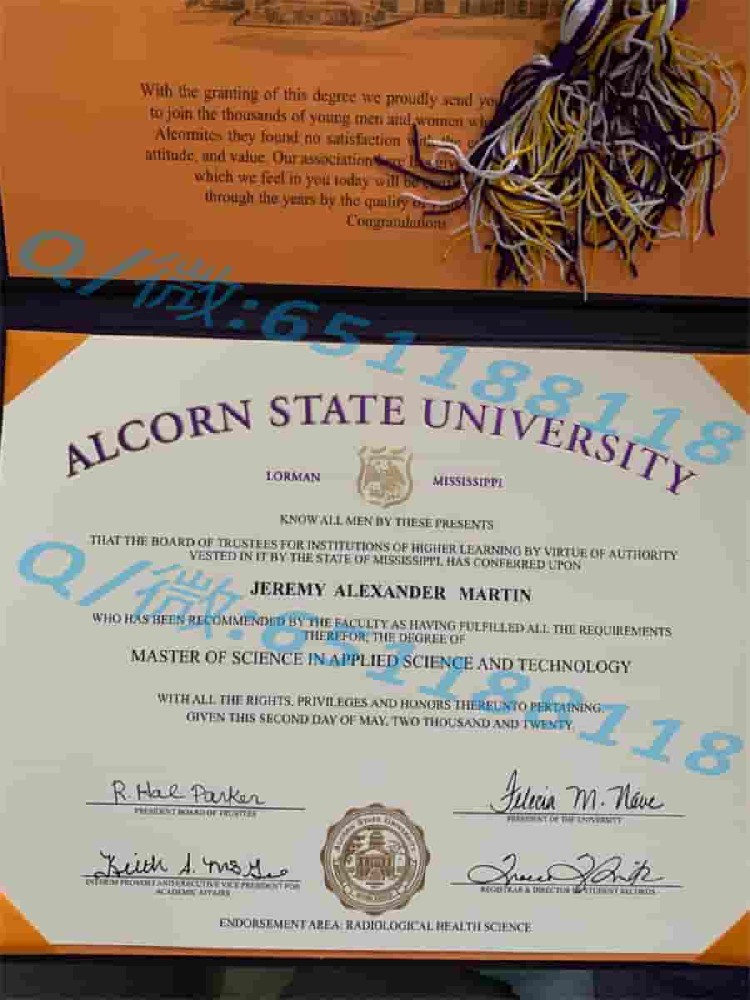 With the granting of this degree we proudly send you
to join the thousands of young men and women
Alcornites they found no satisfaction
attitude, and value. Our association
which we feel in you today will be
through the years by the quality of
Congratulations
Q/微:651188118
ALCORN STATE UNIVERSITY
LORMAN MISSISSIPPI
KNOW ALL MEN BY THESE PRESENTS
THAT THE BOARD OF TRUSTEES FOR INSTITUTIONS OF HIGHER LEARNING BY VIRTUE OF AUTHORITY
VESTED IN IT BY THE STATE OF MISSISSIPPI, HAS CONFERRED UPON
Q/微:651188118
JEREMY ALEXANDER MARTIN
WHO HAS BEEN RECOMMENDED BY THE FACULTY AS HAVING FULFILLED ALL THE REQUIREMENTS
THEREFOR, THE DEGREE OF
MASTER OF SCIENCE IN APPLIED SCIENCE AND TECHNOLOGY
WITH ALL THE RIGHTS, PRIVILEGES AND HONORS THEREUNTO PERTAINING.
GIVEN THIS SECOND DAY OF MAY, TWO THOUSAND AND TWENTY.
R. Hal Parker
PRESIDENT BOARD OF TRUSTEES
Felecia M. Nave
PRESIDENT OF THE UNIVERSITY
INTERIM PROVOST AND EXECUTIVE VICE PRESIDENT FOR
ACADEMIC AFFAIRS
REGISTRAR & DIRECTOR OF STUDENT RECORDS
ALCORN STATE UNIVERSITY
ENDORSEMENT AREA: RADIOLOGICAL HEALTH SCIENCE